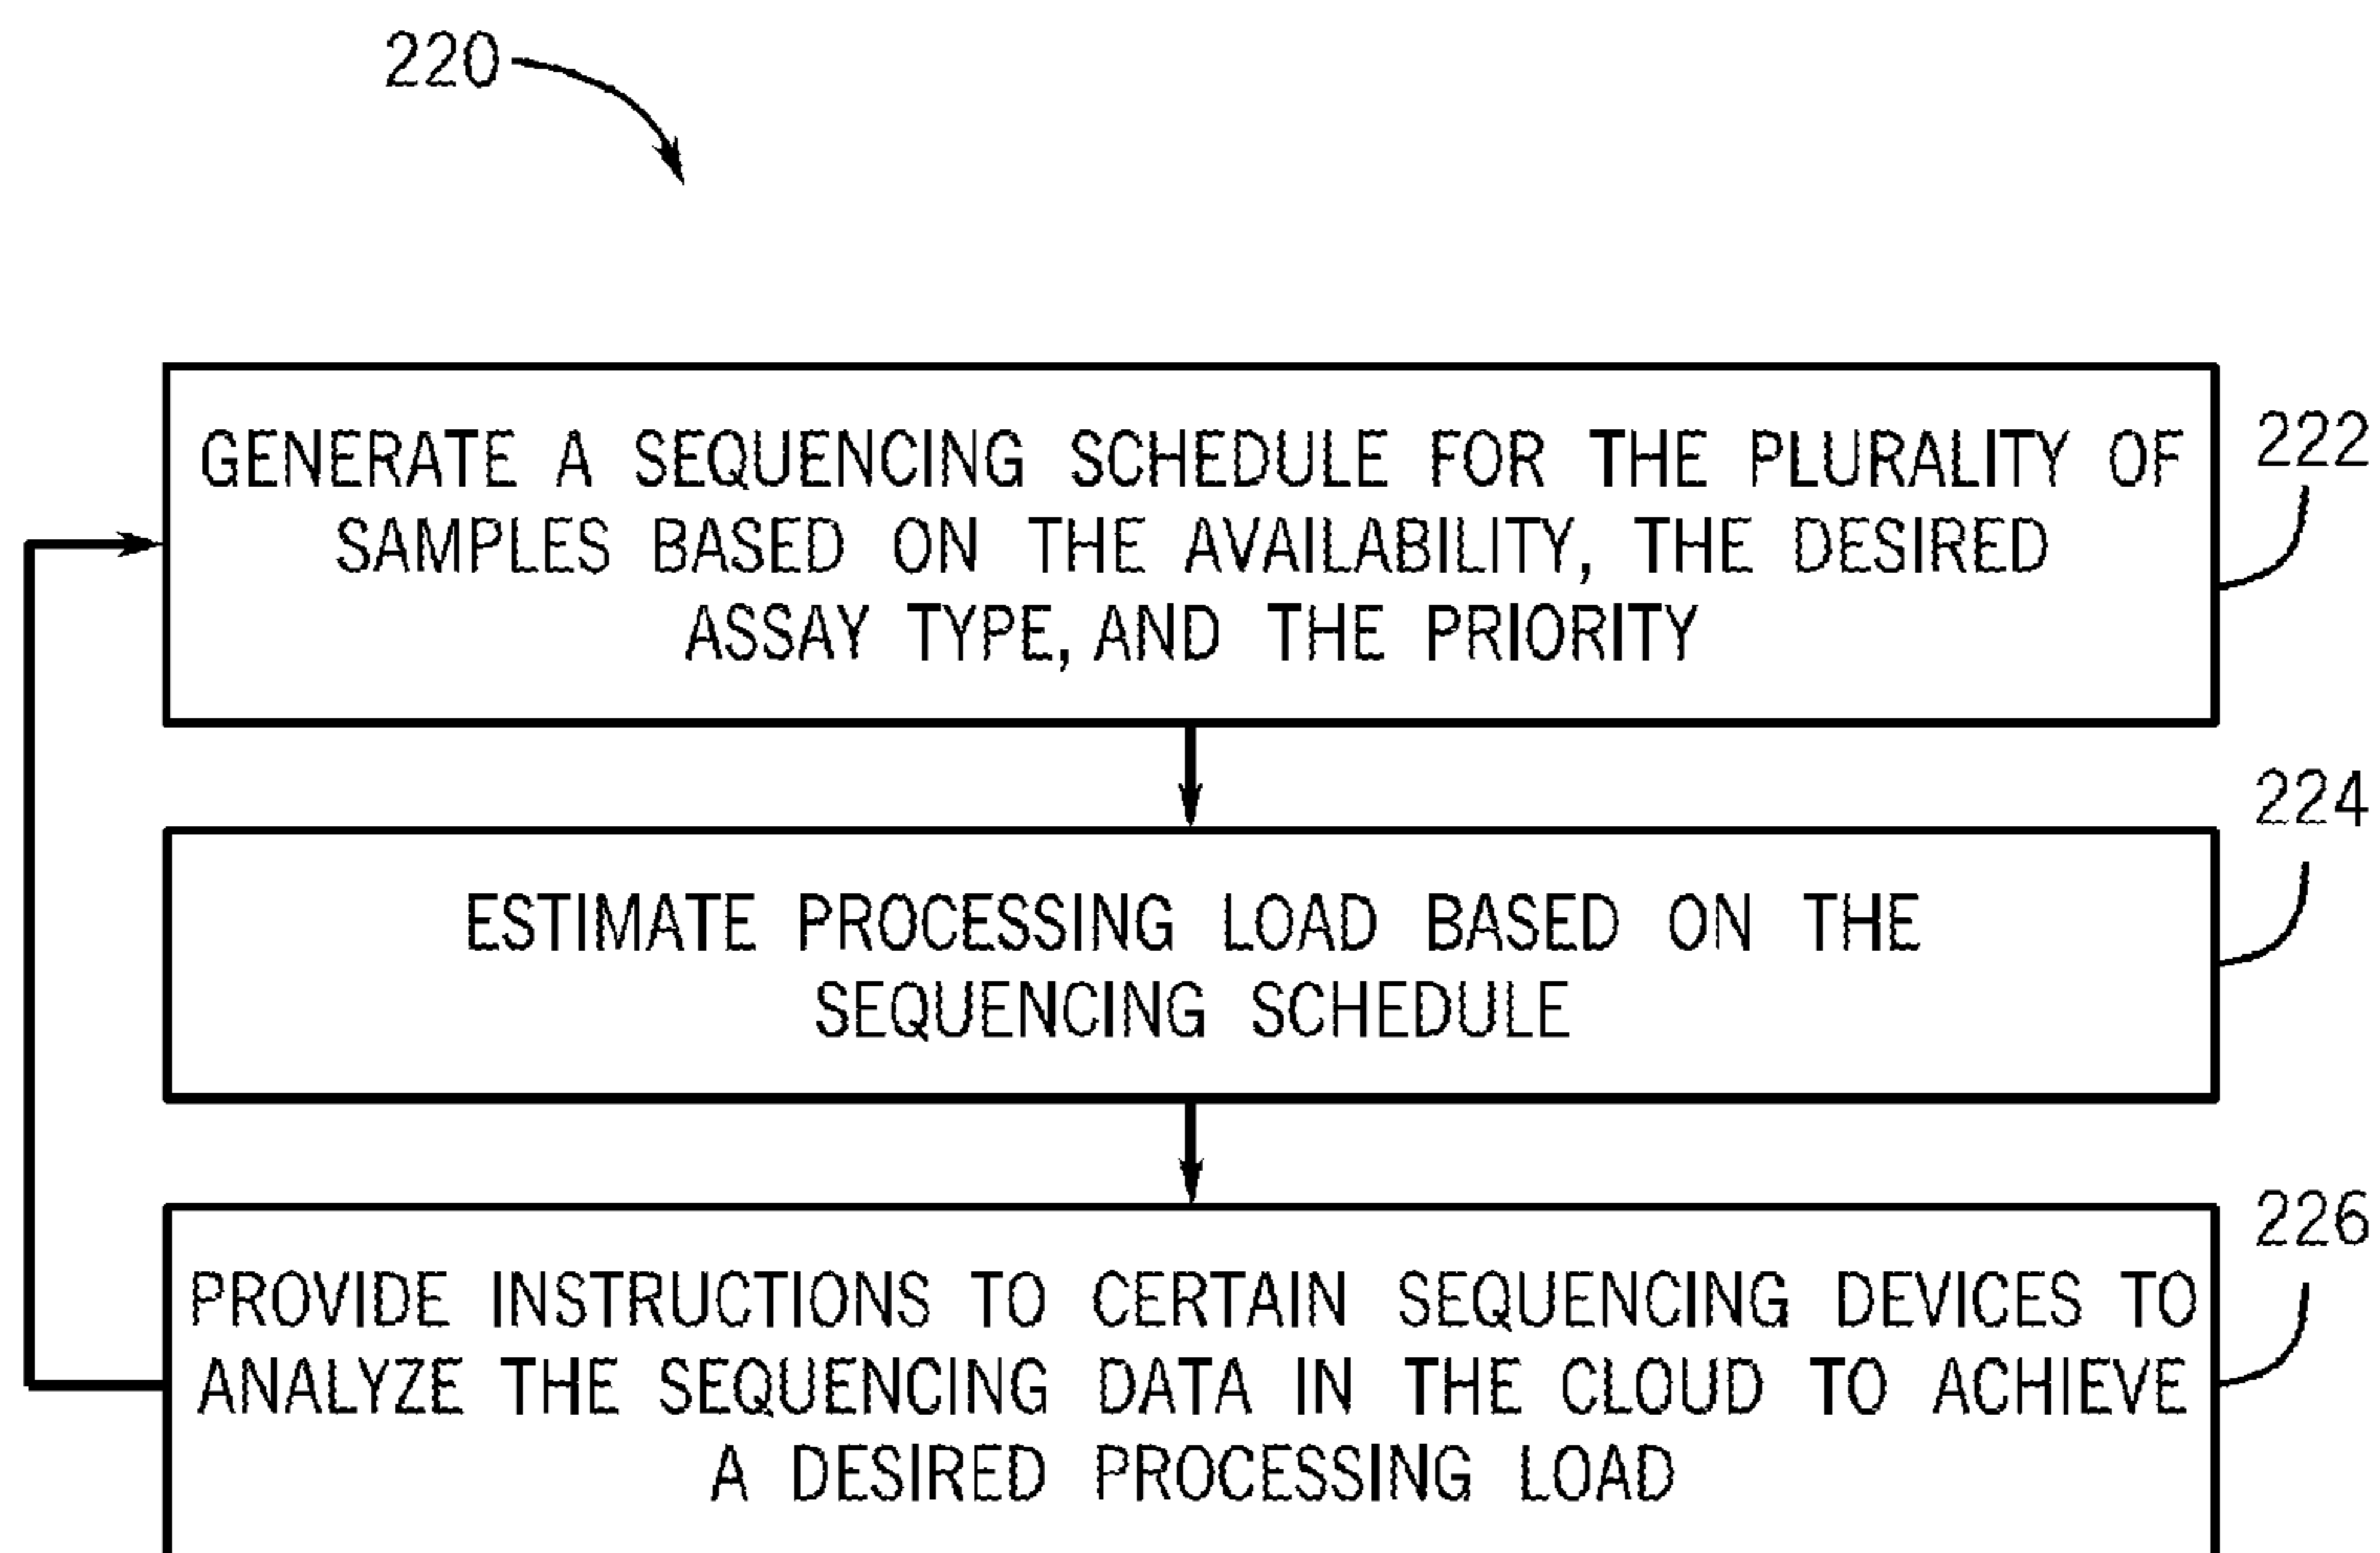 220
GENERATE A SEQUENCING SCHEDULE FOR THE PLURALITY OF
SAMPLES BASED ON THE AVAILABILITY, THE DESIRED
ASSAY TYPE, AND THE PRIORITY
222
ESTIMATE PROCESSING LOAD BASED ON THE
SEQUENCING SCHEDULE
224
PROVIDE INSTRUCTIONS TO CERTAIN SEQUENCING DEVICES TO
ANALYZE THE SEQUENCING DATA IN THE CLOUD TO ACHIEVE
A DESIRED PROCESSING LOAD
226